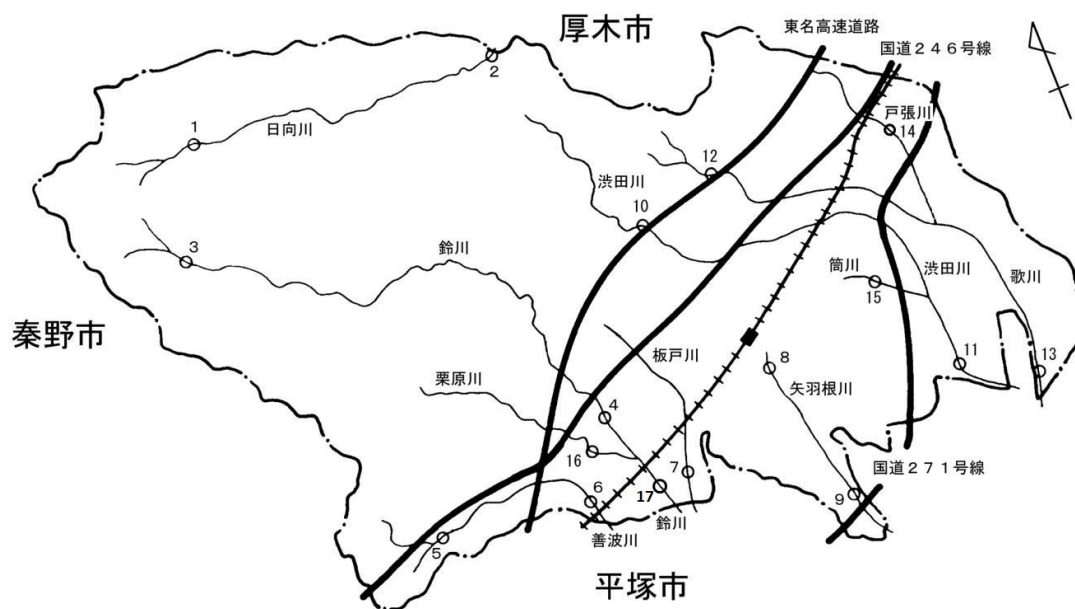 厚木市
東名高速道路
国道246号線
2
戸張川
14
1
日向川
12
渋田川
10
3
鈴川
筒川
15
渋田川
歌川
秦野市
板戸川
8
11
13
栗原川
矢羽根川
4
16
7
国道271号線
6
17
9
鈴川
5
善波川
平塚市